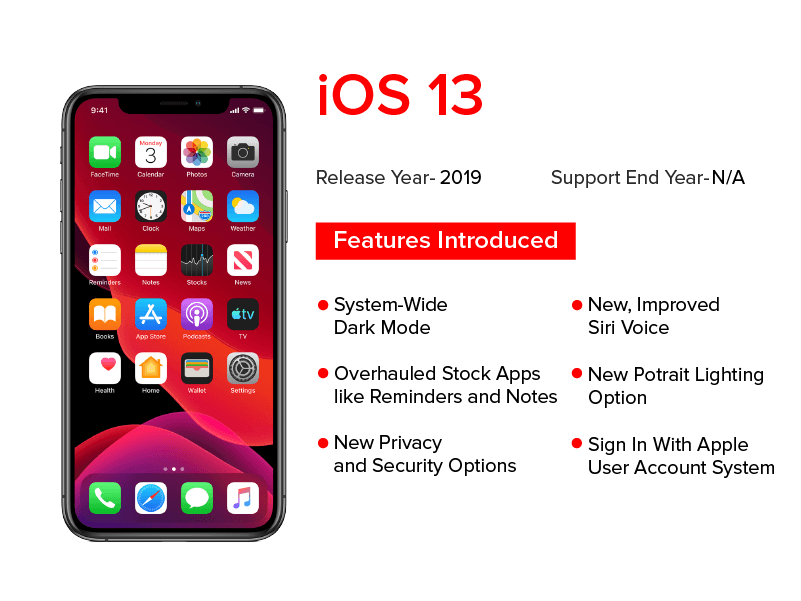 iOS 13
Release Year- 2019
Support End Year-N/A
Features Introduced
System-Wide
Dark Mode
Overhauled Stock Apps
like Reminders and Notes
New Privacy
and Security Options
New, Improved
Siri Voice
New Potrait Lighting
Option
Sign In With Apple
User Account System
9:41
Monday
3
FaceTime Calendar Photos Camera
Mail Clock Maps Weather
Reminders Notes Stocks News
Books App Store Podcasts TV
tv
Health Home Wallet Settings